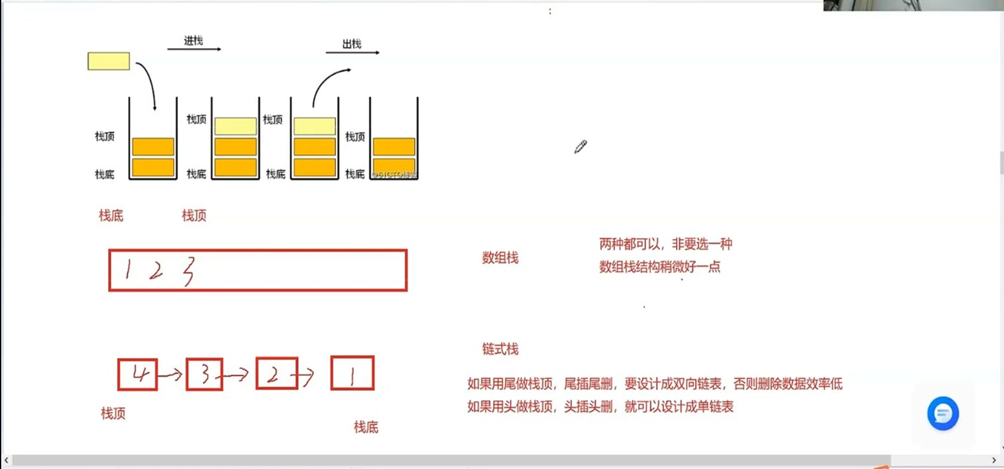 进栈
出栈
栈顶 栈顶 栈顶 栈顶
栈底 栈底 栈底 栈底
栈底 栈顶
1 2 3
数组栈
两种都可以，非要选一种
数组栈结构稍微好一点
链式栈
4 3 2 1
栈顶
栈底
如果用尾做栈顶，尾插尾删，要设计成双向链表，否则删除数据效率低
如果用头做栈顶，头插头删，就可以设计成单链表